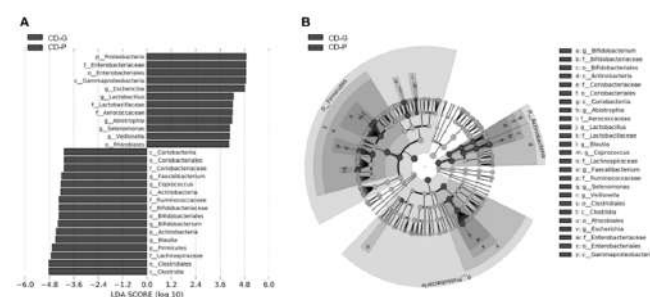 A
CD-G
CD-P
p__Proteobacteria
f__Enterobacteriaceae
o__Enterobacteriales
c__Gammaproteobacteria
g__Escherichia
g__Lactobacillus
f__Lactobacillaceae
f__Aerococcaceae
g__Abiotrophia
g__Selenomonas
g__Veillonella
o__Rhizobiales
c__Coriobacteriia
o__Coriobacteriales
f__Coriobacteriaceae
g__Faecalibacterium
g__Coprococcus
c__Actinobacteria
f__Ruminococcaceae
f__Bifidobacteriaceae
o__Bifidobacteriales
g__Bifidobacterium
p__Actinobacteria
g__Blautia
p__Firmicutes
f__Lachnospiraceae
o__Clostridiales
c__Clostridia
-6.0 -4.8 -3.6 -2.4 -1.2 0.0 1.2 2.4 3.6 4.8 6.0
LDA SCORE (log 10)
B
CD-G
CD-P
a: g__Bifidobacterium
b: f__Bifidobacteriaceae
c: o__Bifidobacteriales
d: c__Actinobacteria
e: f__Coriobacteriaceae
f: o__Coriobacteriales
g: c__Coriobacteriia
h: g__Abiotrophia
i: f__Aerococcaceae
j: g__Lactobacillus
k: f__Lactobacillaceae
l: g__Blautia
m: g__Coprococcus
n: f__Lachnospiraceae
o: g__Faecalibacterium
p: f__Ruminococcaceae
q: g__Selenomonas
r: g__Veillonella
s: o__Clostridiales
t: c__Clostridia
u: o__Rhizobiales
v: g__Escherichia
w: f__Enterobacteriaceae
x: o__Enterobacteriales
y: c__Gammaproteobacteria